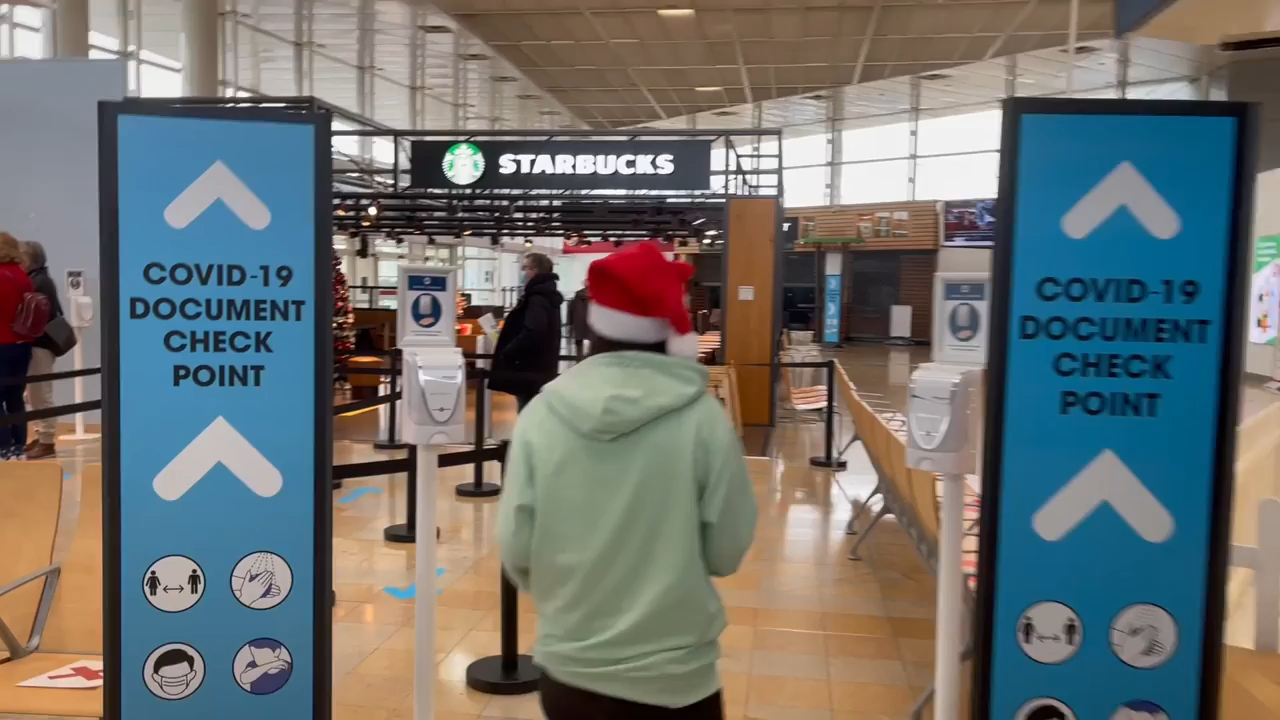 STARBUCKS
COVID-19
DOCUMENT
CHECK
POINT
COVID-19
DOCUMENT
CHECK
POINT